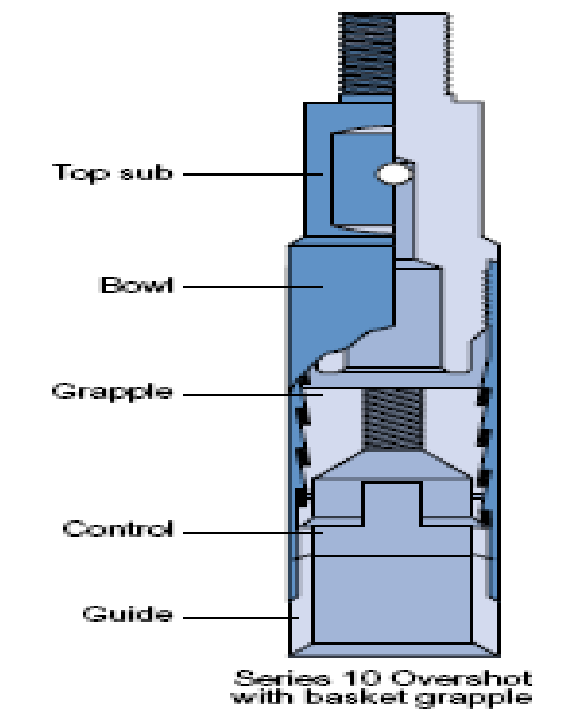 Top sub
Bowl
Grapple
Control
Guide
Series 10 Overshot
with basket grapple